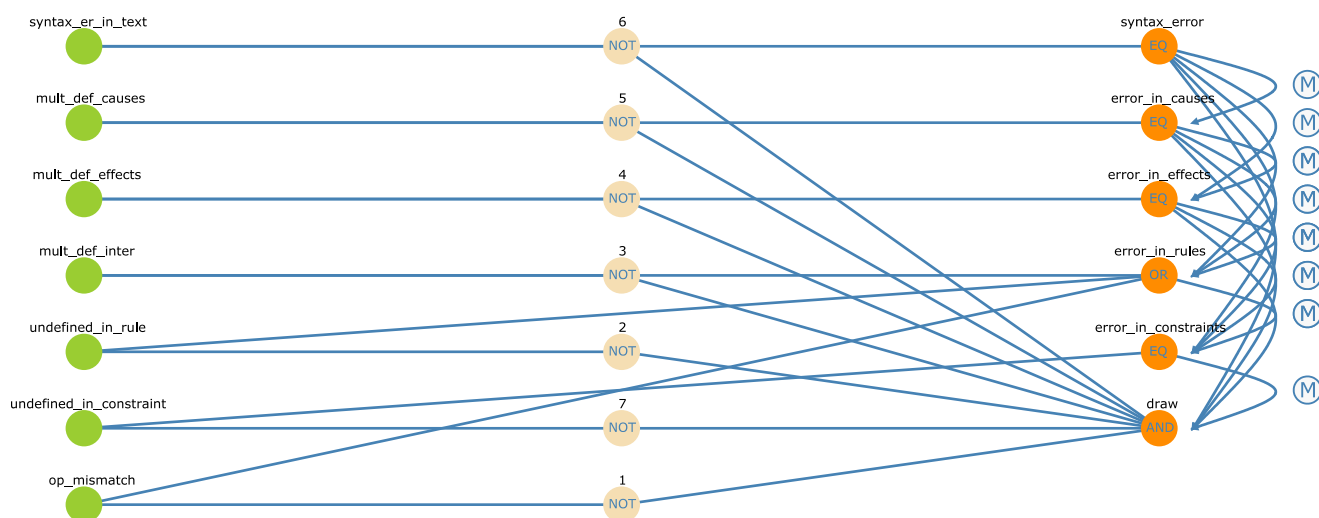 syntax_er_in_text 6 syntax_error
NOT EQ
M
mult_def_causes 5 error_in_causes
NOT EQ M
M
mult_def_effects 4 error_in_effects
NOT EQ M
M
mult_def_inter 3 error_in_rules
NOT OR M
M
undefined_in_rule 2 error_in_constraints
NOT EQ
M
undefined_in_constraint 7 draw
NOT AND
op_mismatch 1
NOT